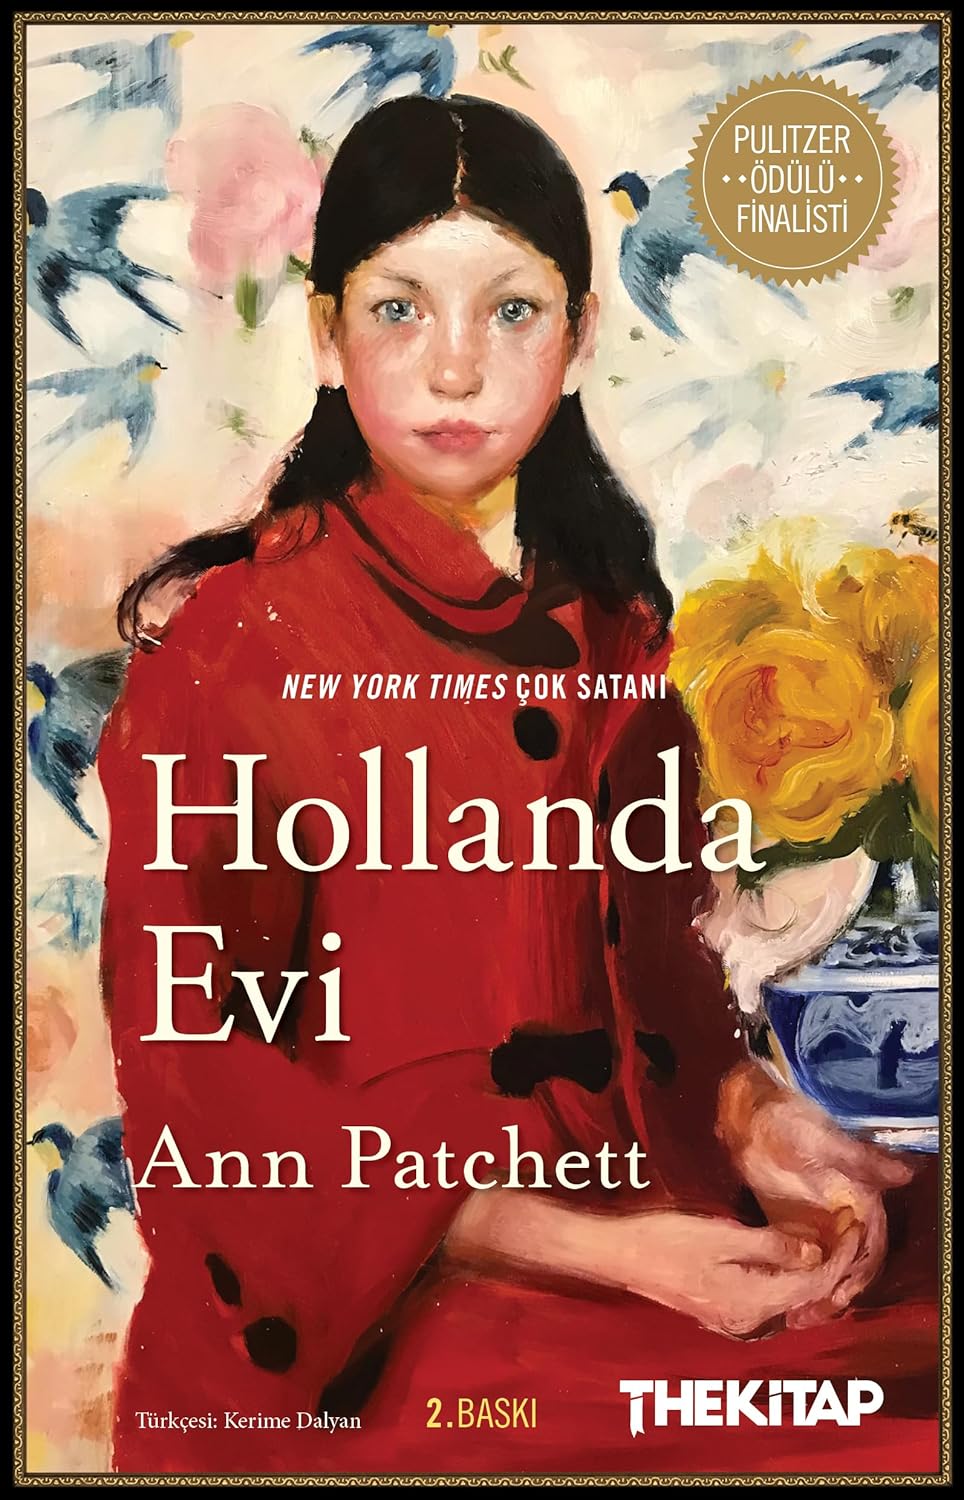 PULITZER
··ÖDÜLÜ··
FİNALİSTİ
NEW YORK TIMES ÇOK SATANI
Hollanda
Evi
Ann Patchett
Türkçesi: Kerime Dalyan
2. BASKI
THEKİTAP